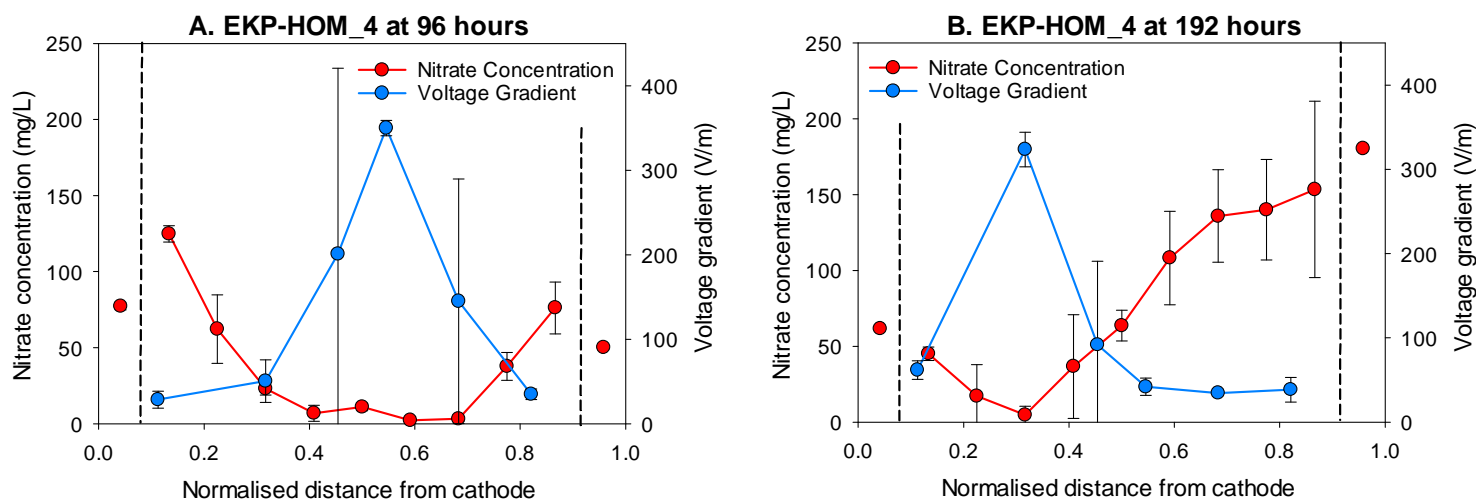 A. EKP-HOM_4 at 96 hours
250
200
150
100
50
0
Nitrate concentration (mg/L)
Nitrate Concentration
Voltage Gradient
400
300
200
100
0
Voltage gradient (V/m)
0.0 0.2 0.4 0.6 0.8 1.0
Normalised distance from cathode
B. EKP-HOM_4 at 192 hours
250
200
150
100
50
0
Nitrate concentration (mg/L)
Nitrate Concentration
Voltage Gradient
400
300
200
100
0
Voltage gradient (V/m)
0.0 0.2 0.4 0.6 0.8 1.0
Normalised distance from cathode